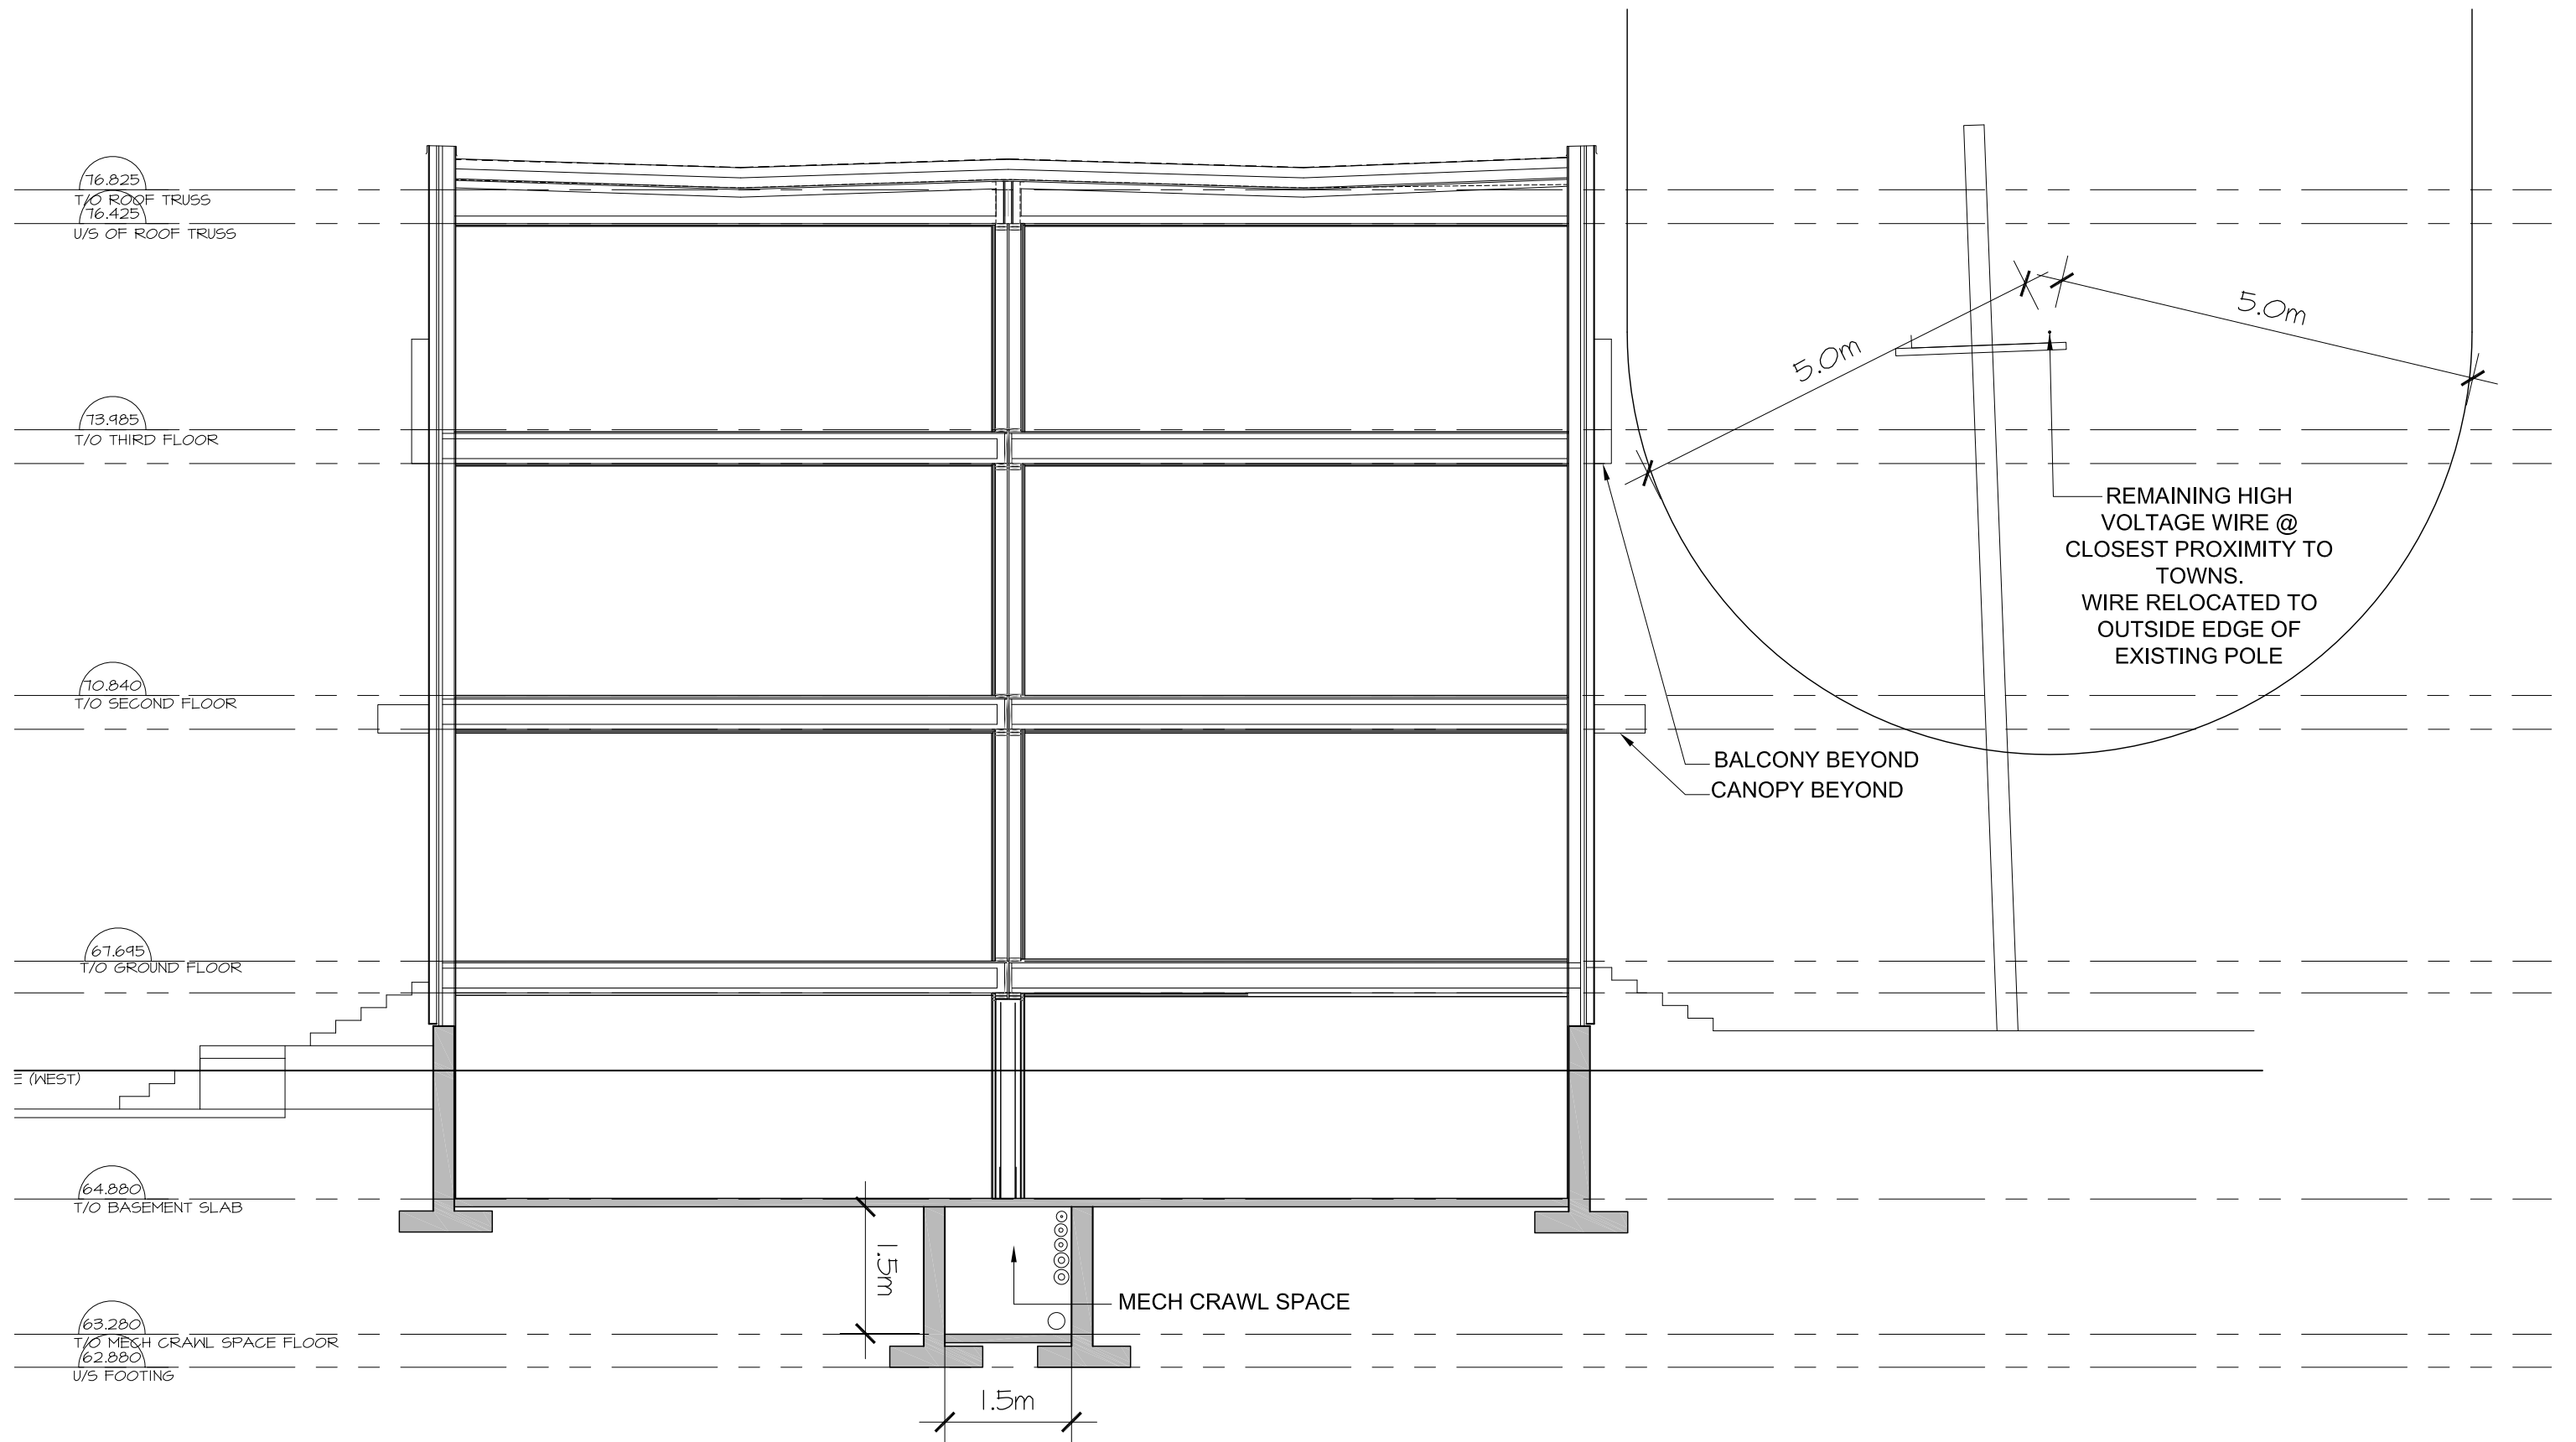 76.825
T/O ROOF TRUSS
76.425
U/S OF ROOF TRUSS
5.0m
5.0m
73.985
T/O THIRD FLOOR
REMAINING HIGH
VOLTAGE WIRE @
CLOSEST PROXIMITY TO
TOWNS.
WIRE RELOCATED TO
OUTSIDE EDGE OF
EXISTING POLE
70.840
T/O SECOND FLOOR
BALCONY BEYOND
CANOPY BEYOND
67.695
T/O GROUND FLOOR
E (WEST)
64.880
T/O BASEMENT SLAB
1.5m
MECH CRAWL SPACE
63.280
T/O MECH CRAWL SPACE FLOOR
62.880
U/S FOOTING
1.5m